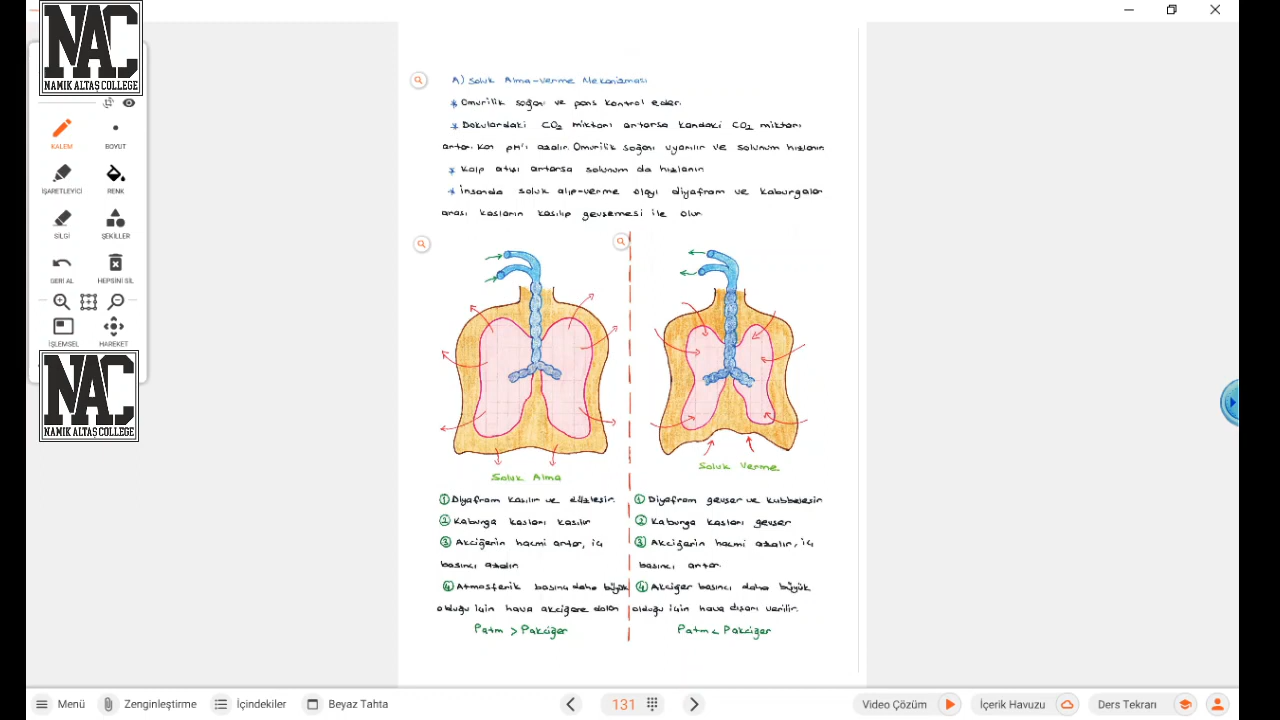 NAC
NAMIK ALTAŞ COLLEGE
KALEM
BOYUT
İŞARETLEYİCİ
RENK
SİLGİ
ŞEKİLLER
GERİ AL
HEPSİNİ SİL
İŞLEMSEL
HAREKET
NAC
NAMIK ALTAŞ COLLEGE
A) Soluk Alma-Verme Mekanizması
* Omurilik soğanı ve pons kontrol eder.
* Dokulardaki CO₂ miktarı artarsa kandaki CO₂ miktarı
artar. Kan pH'ı azalır. Omurilik soğanı uyarılır ve solunum hızlanır.
* Kalp atışı artarsa solunum da hızlanır.
* İnsanda soluk alıp-verme olayı diyafram ve kaburgalar
arası kasların kasılıp gevşemesi ile olur.
Soluk Alma
① Diyafram kasılır ve düzleşir.
② Kaburga kasları kasılır
③ Akciğerin hacmi artar, iç
basıncı azalır.
④ Atmosferik basınç daha büyük
olduğu için hava akciğere dolar
Patm > Pakciğer
Soluk Verme
① Diyafram gevşer ve kubbeleşir
② Kaburga kasları gevşer
③ Akciğerin hacmi azalır, iç
basıncı artar.
④ Akciğer basıncı daha büyük
olduğu için hava dışarı verilir.
Patm < Pakciğer
Menü
Zenginleştirme
İçindekiler
Beyaz Tahta
131
Video Çözüm
İçerik Havuzu
Ders Tekrarı